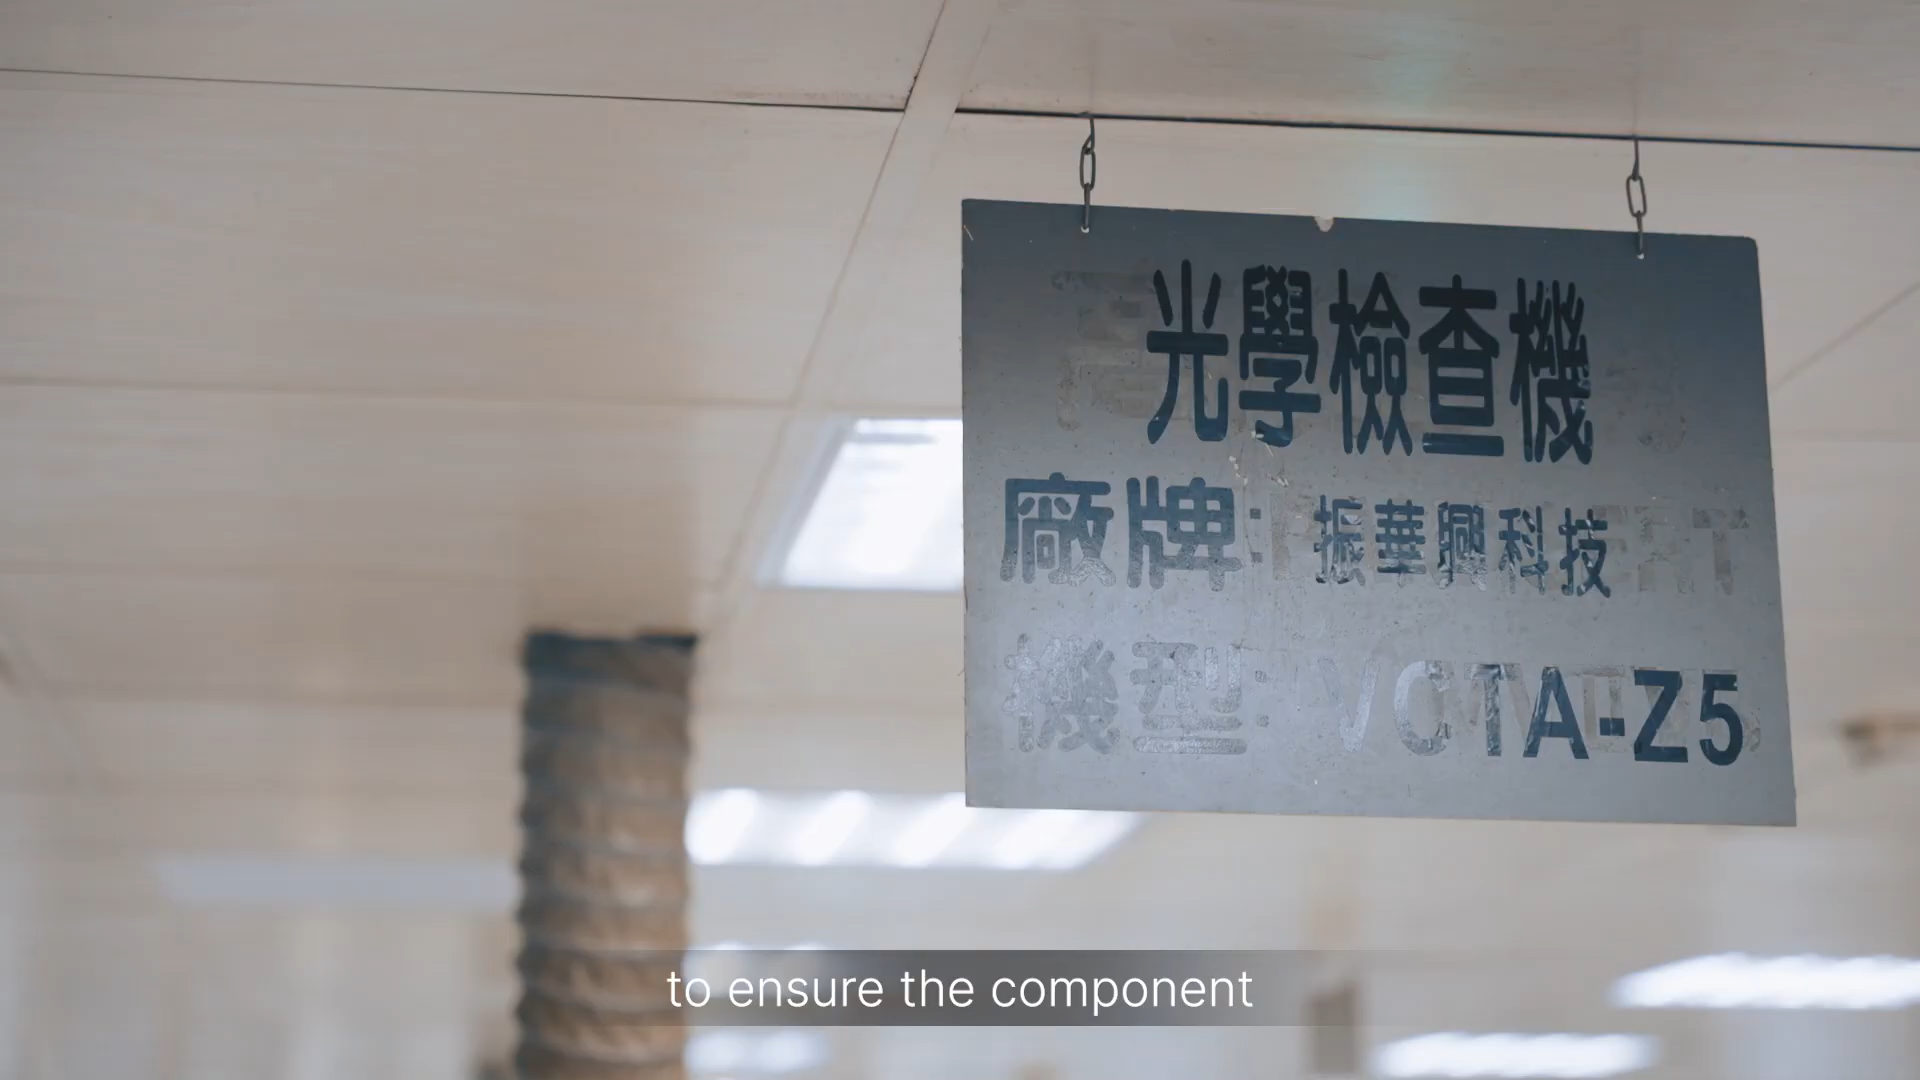 光學檢查機
廠牌: 振華興科技
機型: VCTA-Z5
to ensure the component